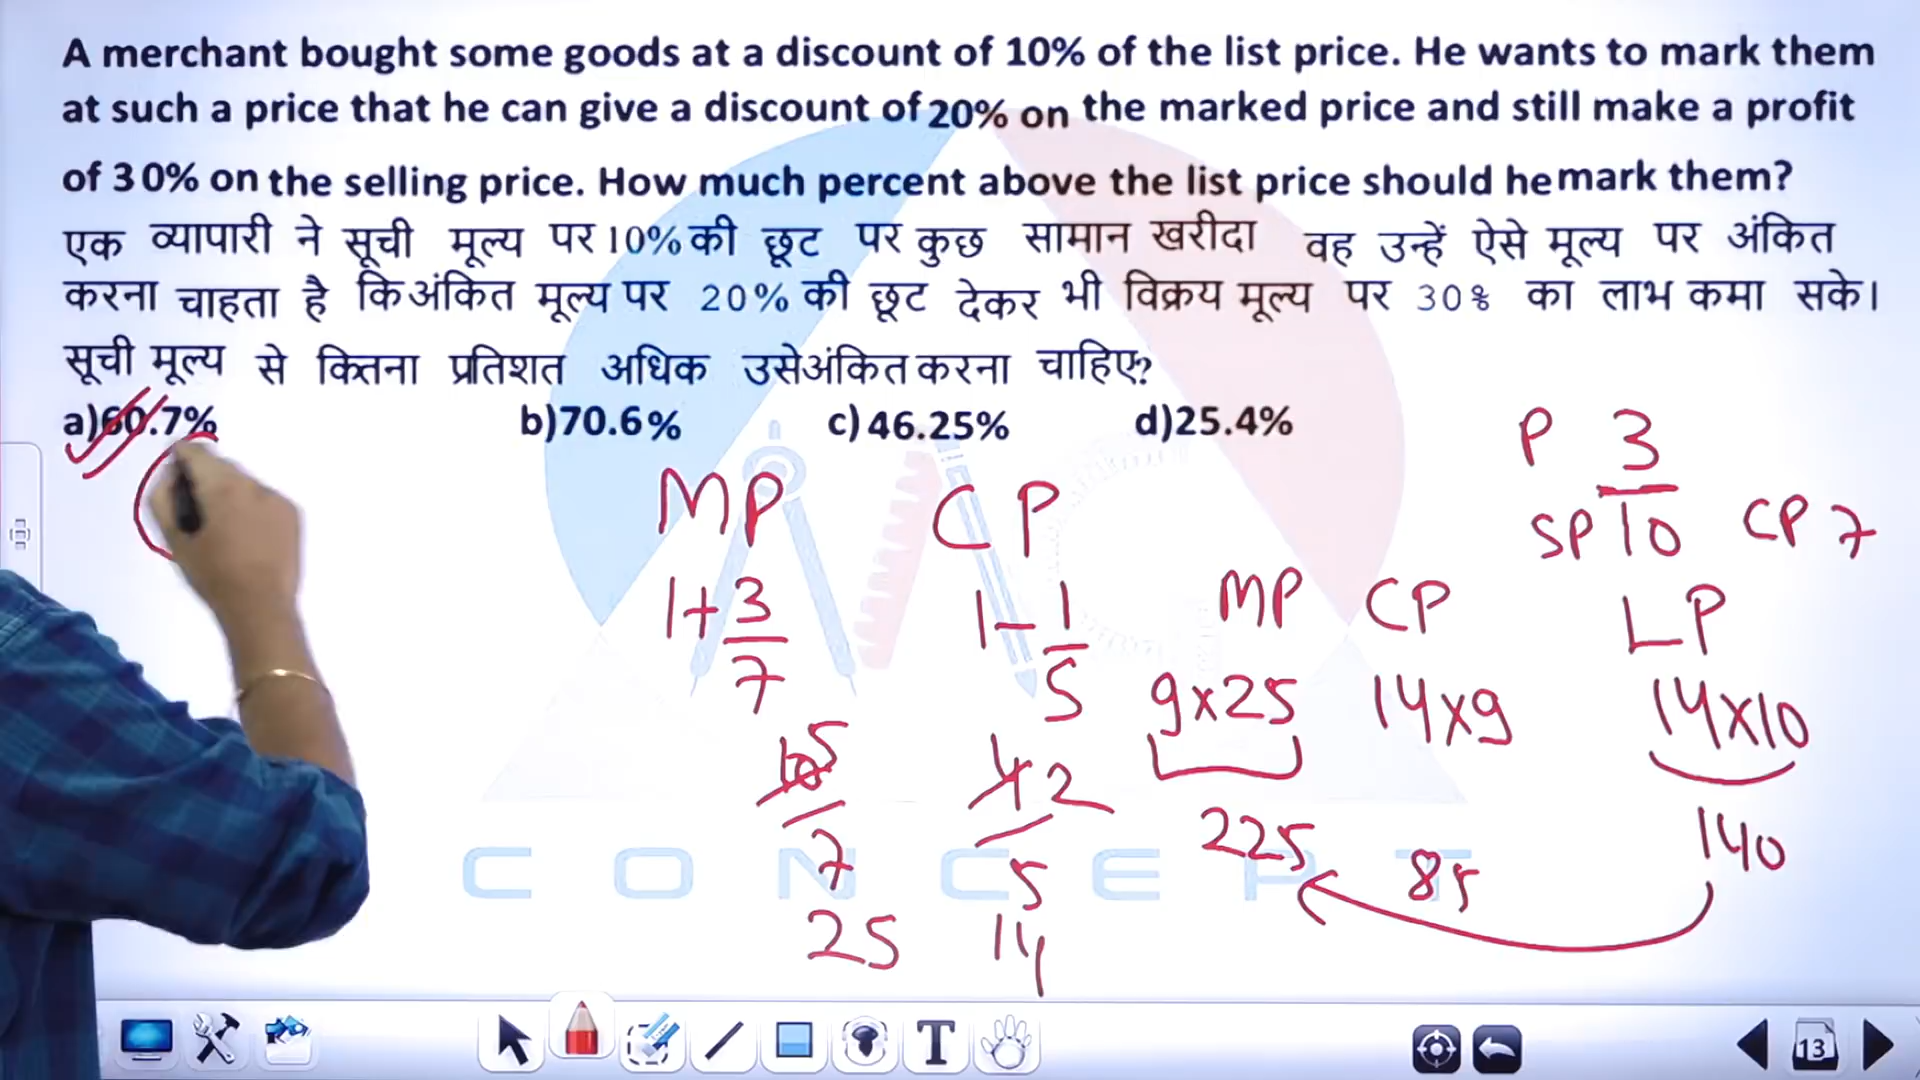 A merchant bought some goods at a discount of 10% of the list price. He wants to mark them
at such a price that he can give a discount of 20% on the marked price and still make a profit
of 30% on the selling price. How much percent above the list price should he mark them?
एक व्यापारी ने सूची मूल्य पर 10% की छूट पर कुछ सामान खरीदा वह उन्हें ऐसे मूल्य पर अंकित
करना चाहता है कि अंकित मूल्य पर 20% की छूट देकर भी विक्रय मूल्य पर 30% का लाभ कमा सके।
सूची मूल्य से कितना प्रतिशत अधिक उसे अंकित करना चाहिए?
a)60.7% b)70.6% c)46.25% d)25.4%
P 3
SP 10 CP 7
MP CP
1+3/7 1-1/5
MP CP LP
9x25 14x9 14x10
10 5 4 2
7 5
225 85 140
25 14
CONCEPT
13